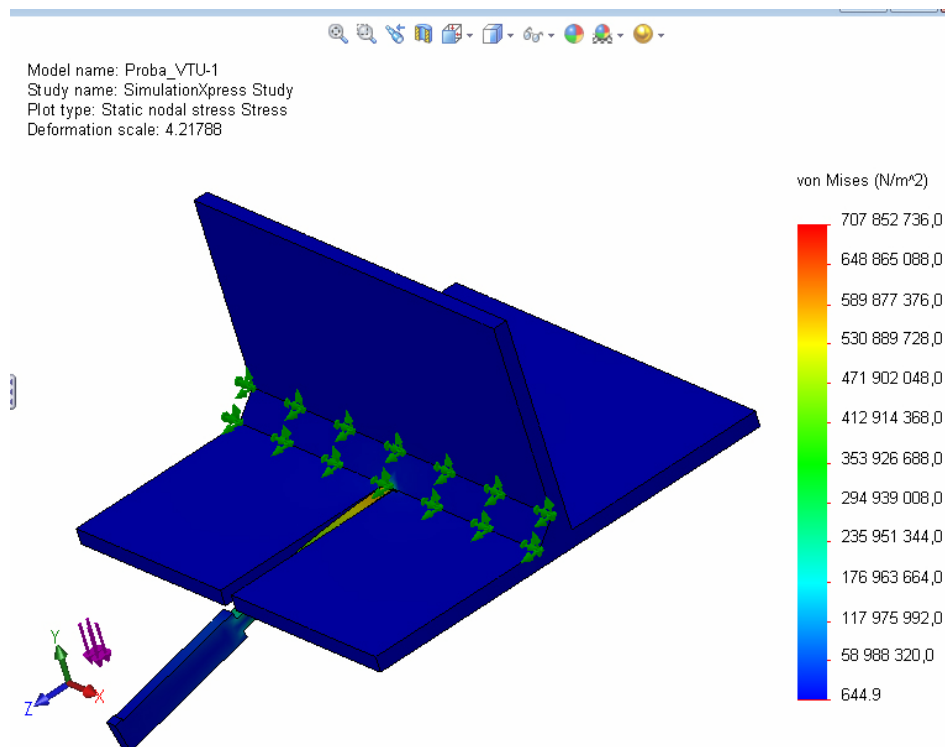 Model name: Proba_VTU-1
Study name: SimulationXpress Study
Plot type: Static nodal stress Stress
Deformation scale: 4.21788
von Mises (N/m^2)
707 852 736,0
648 865 088,0
589 877 376,0
530 889 728,0
471 902 048,0
412 914 368,0
353 926 688,0
294 939 008,0
235 951 344,0
176 963 664,0
117 975 992,0
58 988 320,0
644.9
Y
X
Z